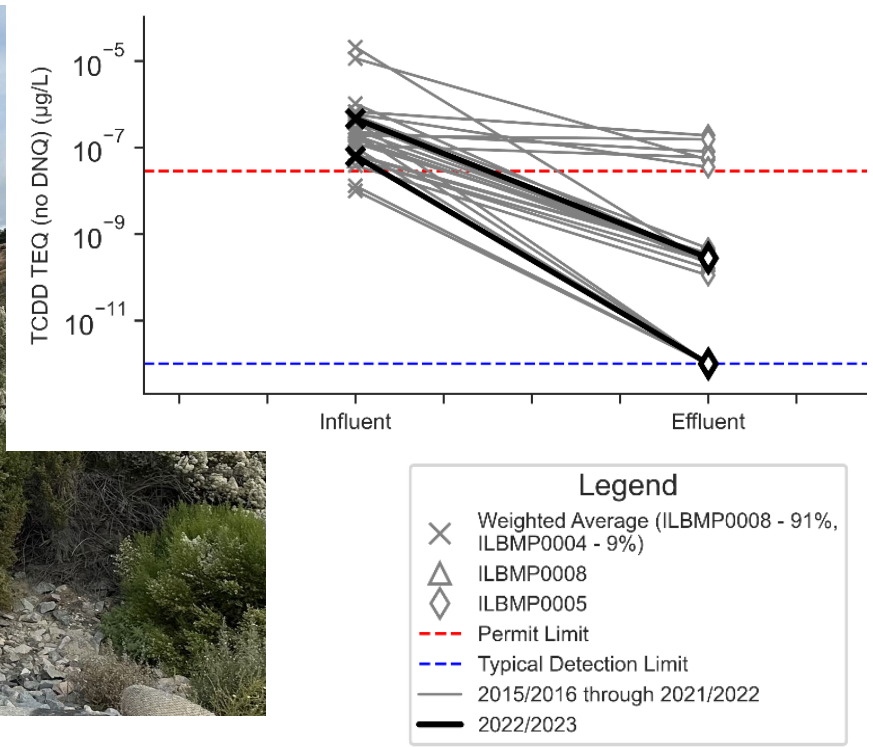 TCDD TEQ (no DNQ) (µg/L)
10⁻⁵
10⁻⁷
10⁻⁹
10⁻¹¹
Influent
Effluent
Legend
Weighted Average (ILBMP0008 - 91%,
ILBMP0004 - 9%)
ILBMP0008
ILBMP0005
Permit Limit
Typical Detection Limit
2015/2016 through 2021/2022
2022/2023